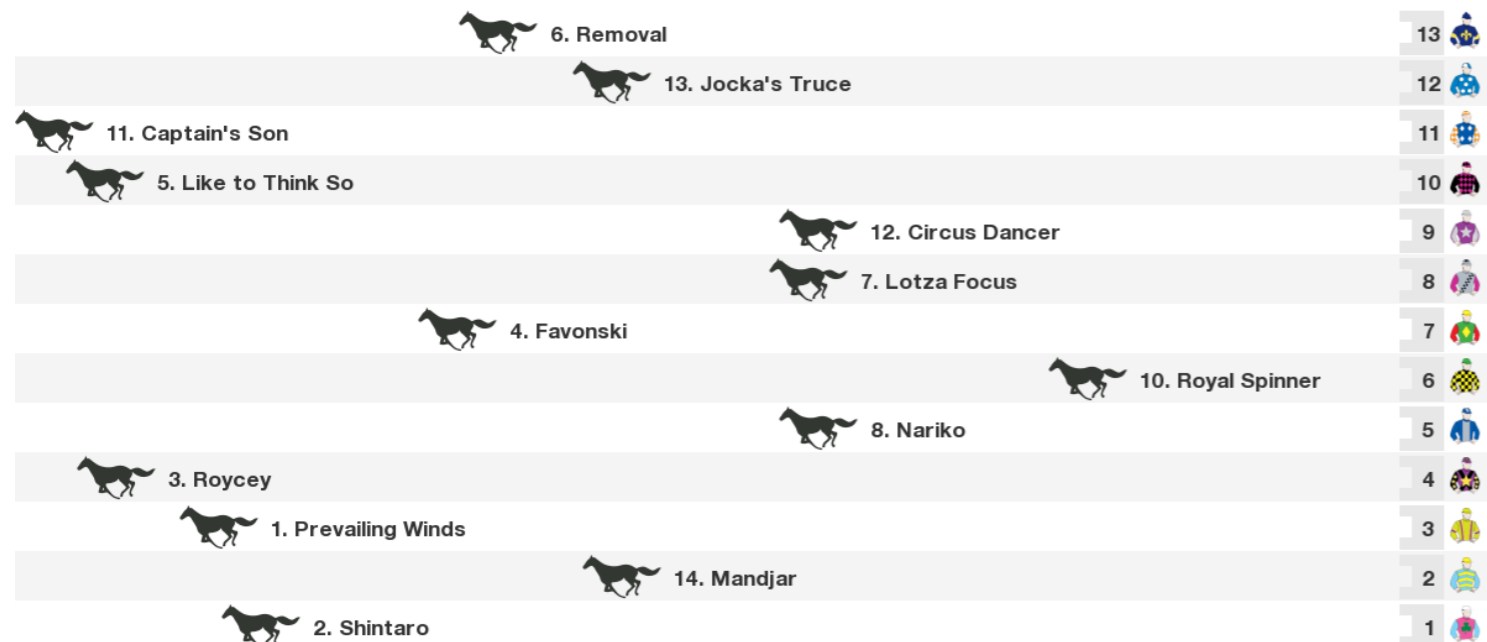 6. Removal 13
13. Jocka's Truce 12
11. Captain's Son 11
5. Like to Think So 10
12. Circus Dancer 9
7. Lotza Focus 8
4. Favonski 7
10. Royal Spinner 6
8. Nariko 5
3. Roycey 4
1. Prevailing Winds 3
14. Mandjar 2
2. Shintaro 1